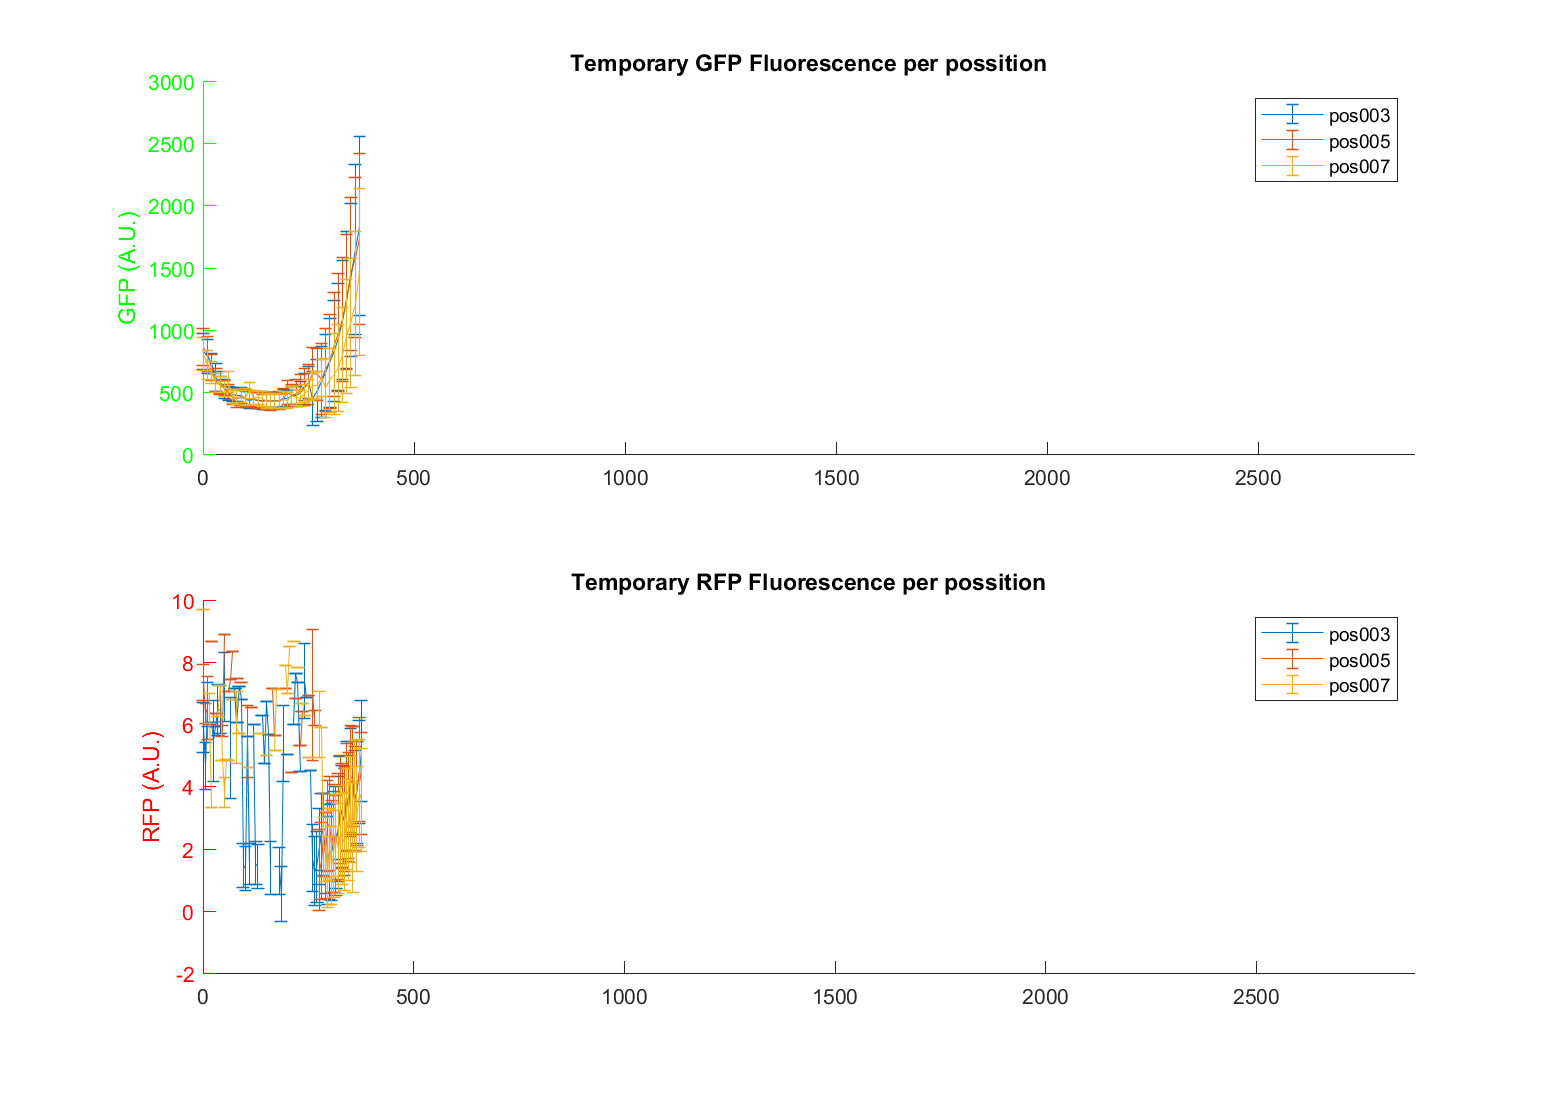 Temporary GFP Fluorescence per possition
3000
2500
2000
1500
1000
500
0
GFP (A.U.)
pos003
pos005
pos007
0 500 1000 1500 2000 2500
Temporary RFP Fluorescence per possition
10
8
6
4
2
0
-2
RFP (A.U.)
pos003
pos005
pos007
0 500 1000 1500 2000 2500